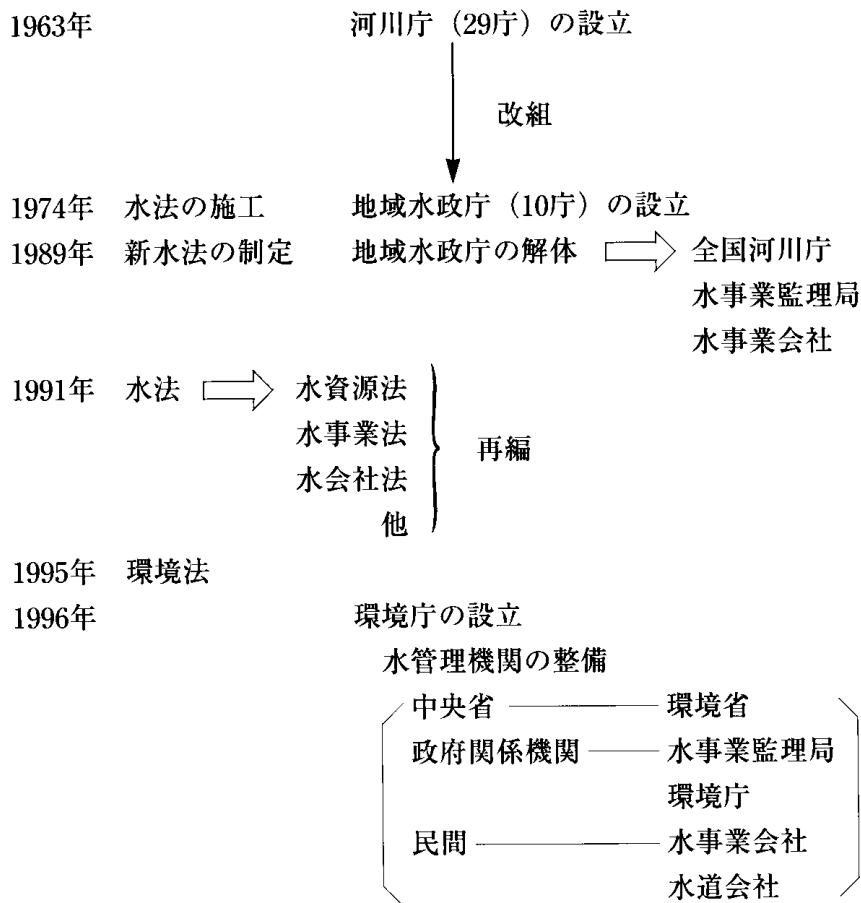 1963年 河川庁（29庁）の設立
改組
1974年 水法の施工 地域水政庁（10庁）の設立
1989年 新水法の制定 地域水政庁の解体 全国河川庁
水事業監理局
水事業会社
1991年 水法 水資源法
水事業法
再編
水会社法
他
1995年 環境法
1996年 環境庁の設立
水管理機関の整備
中央省 環境省
政府関係機関 水事業監理局
環境庁
民間 水事業会社
水道会社